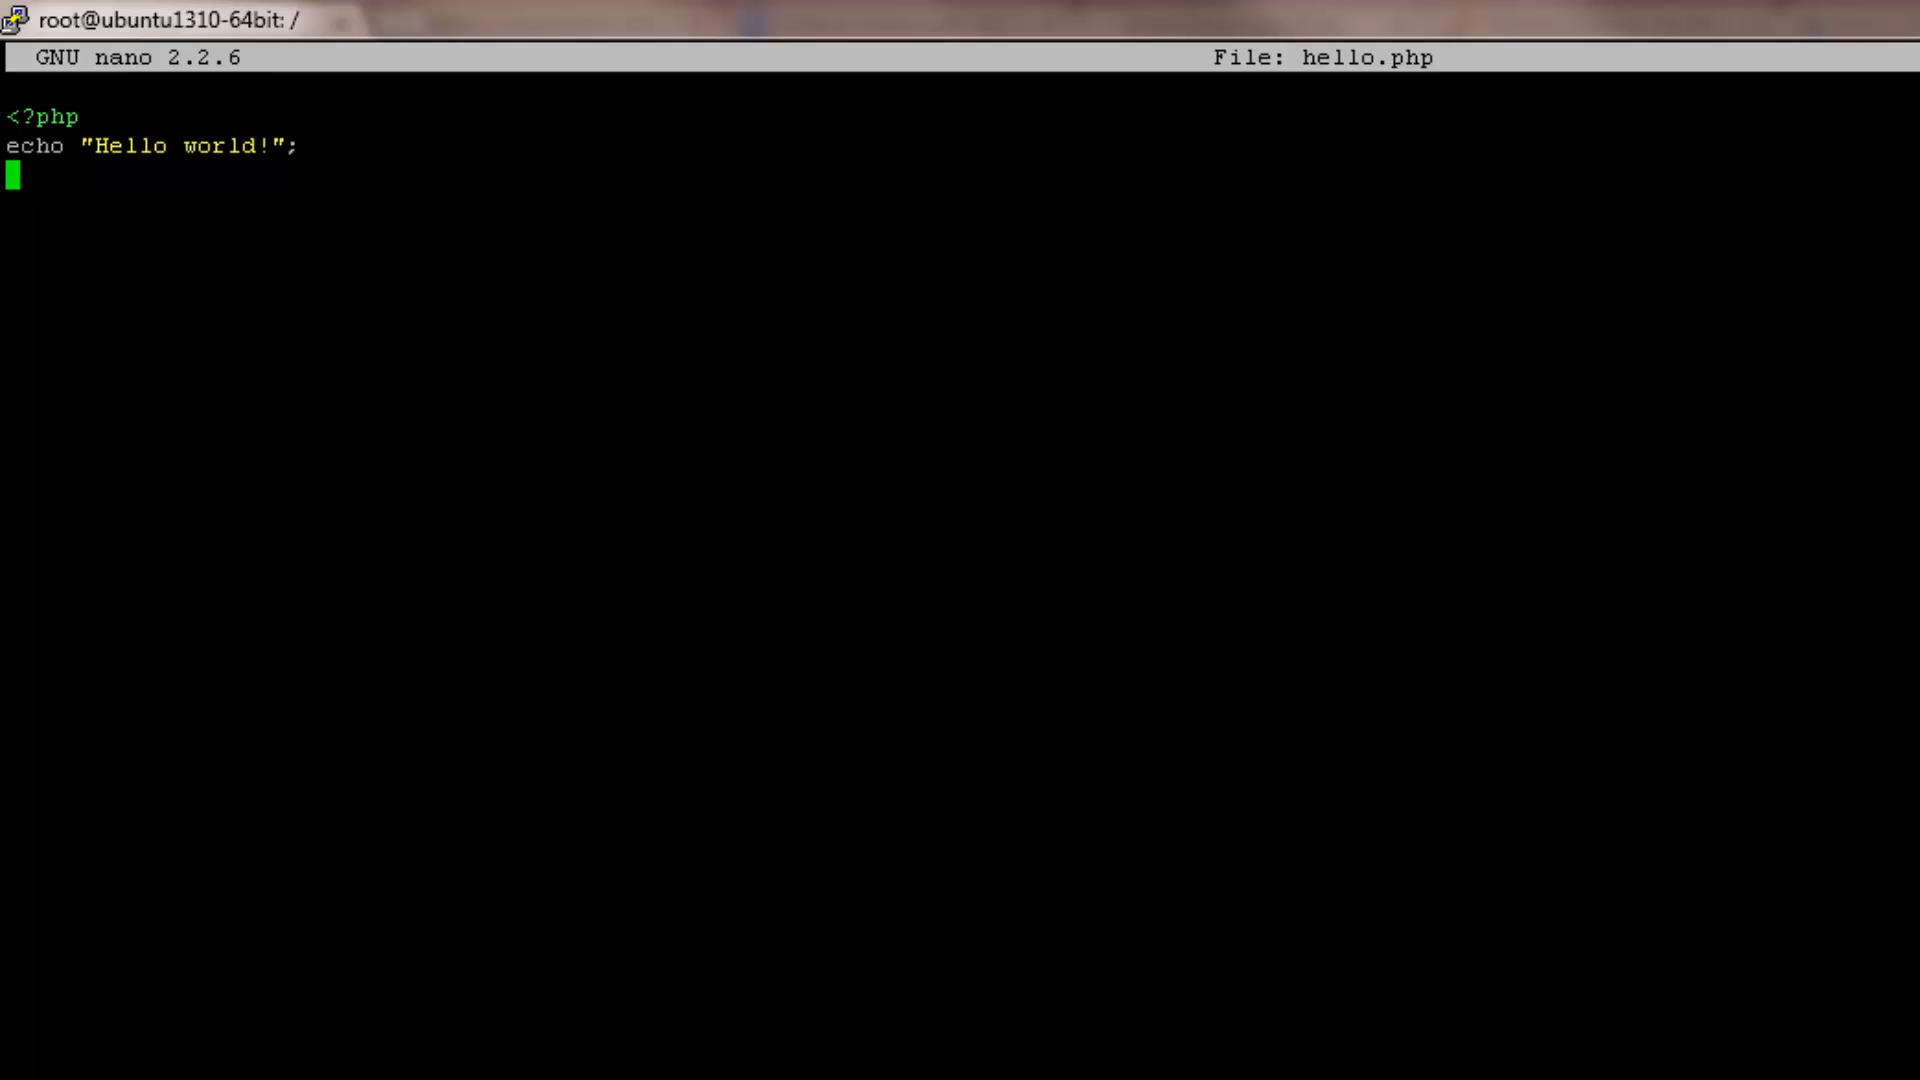 root@ubuntu1310-64bit: /
GNU nano 2.2.6 File: hello.php
<?php
echo "Hello world!";